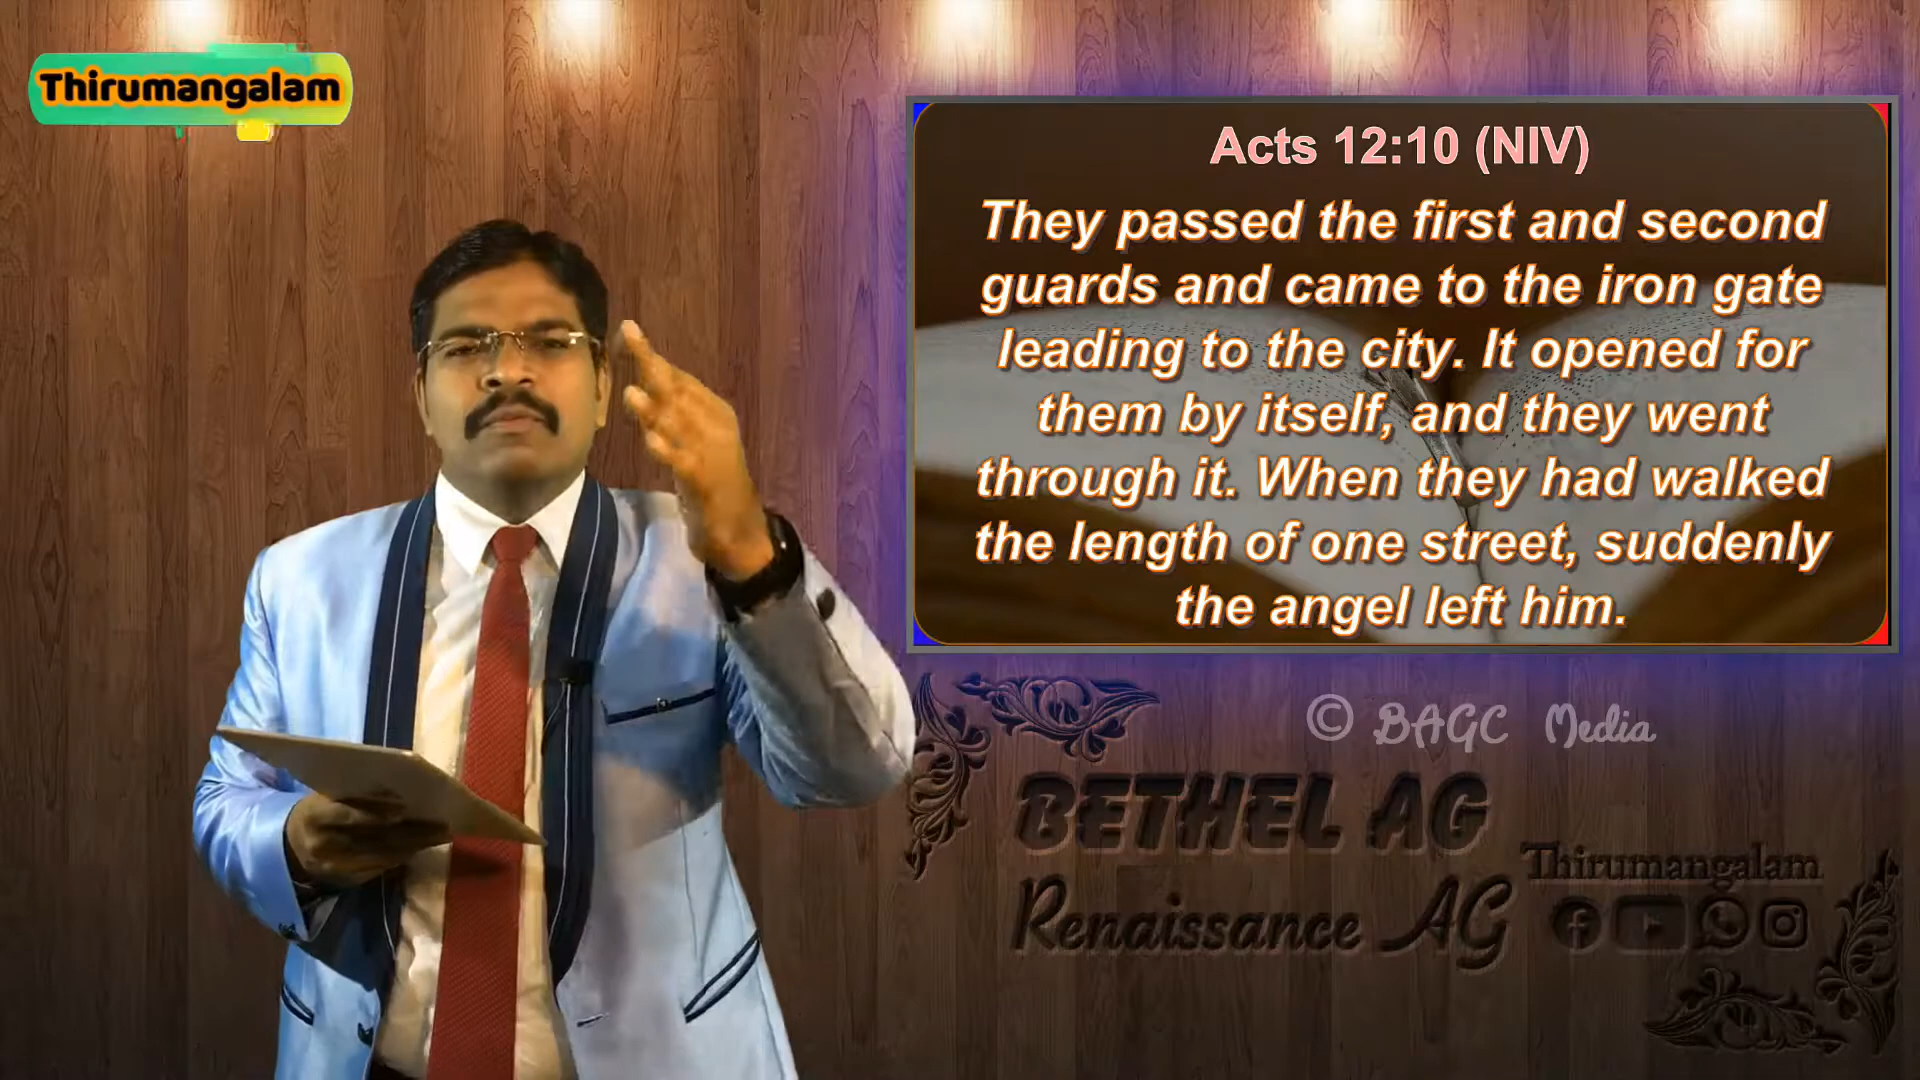 Thirumangalam
Acts 12:10 (NIV)
They passed the first and second
guards and came to the iron gate
leading to the city. It opened for
them by itself, and they went
through it. When they had walked
the length of one street, suddenly
the angel left him.
© BAGC Media
BETHEL AG
Thirumangalam
Renaissance AG